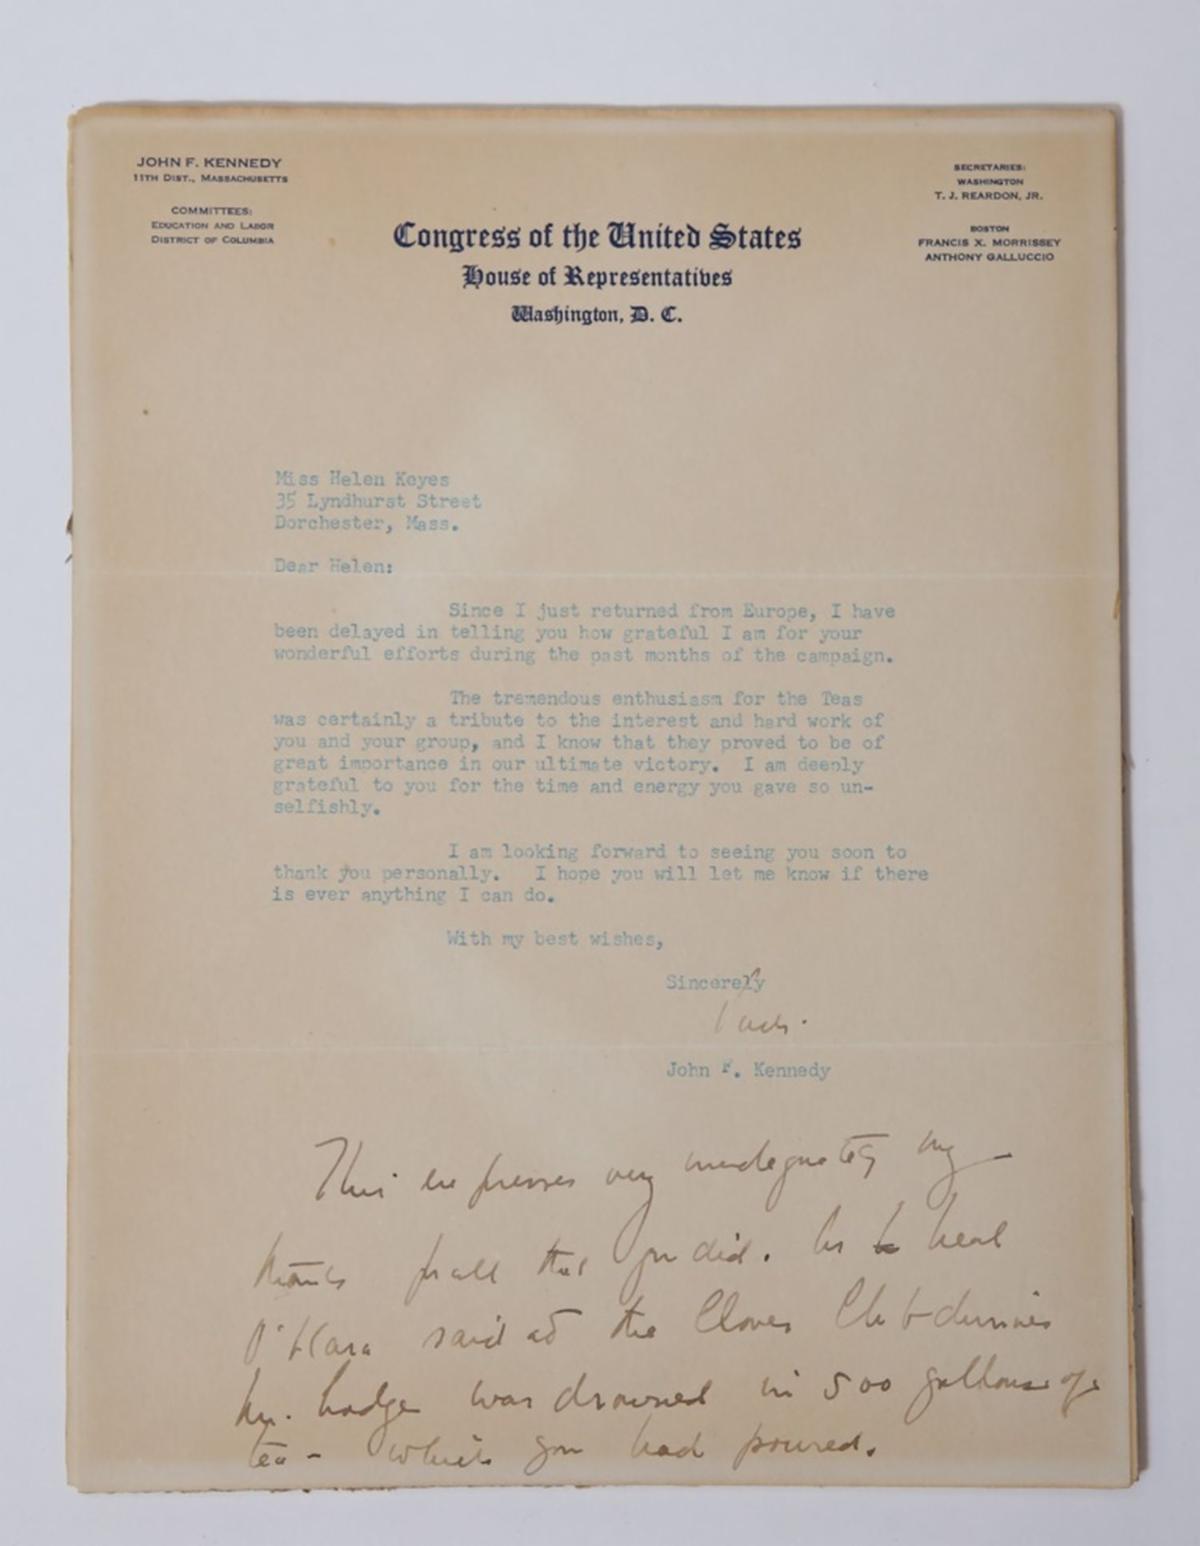 JOHN F. KENNEDY
11TH DIST., MASSACHUSETTS
COMMITTEES:
EDUCATION AND LABOR
DISTRICT OF COLUMBIA
SECRETARIES:
WASHINGTON
T. J. REARDON, JR.
BOSTON
FRANCIS X. MORRISSEY
ANTHONY GALLUCCIO
Congress of the United States
House of Representatives
Washington, D. C.
Miss Helen Keyes
35 Lyndhurst Street
Dorchester, Mass.
Dear Helen:
Since I just returned from Europe, I have
been delayed in telling you how grateful I am for your
wonderful efforts during the past months of the campaign.
The tremendous enthusiasm for the Teas
was certainly a tribute to the interest and hard work of
you and your group, and I know that they proved to be of
great importance in our ultimate victory. I am deeply
grateful to you for the time and energy you gave so un-
selfishly.
I am looking forward to seeing you soon to
thank you personally. I hope you will let me know if there
is ever anything I can do.
With my best wishes,
Sincerely
Jack.
John F. Kennedy
This expresses very inadequately my
thanks for all that you did. As
O'Hara said at the Clover Club dinner
Mr. Lodge was drowned in 500 gallons of
tea - which you had poured.